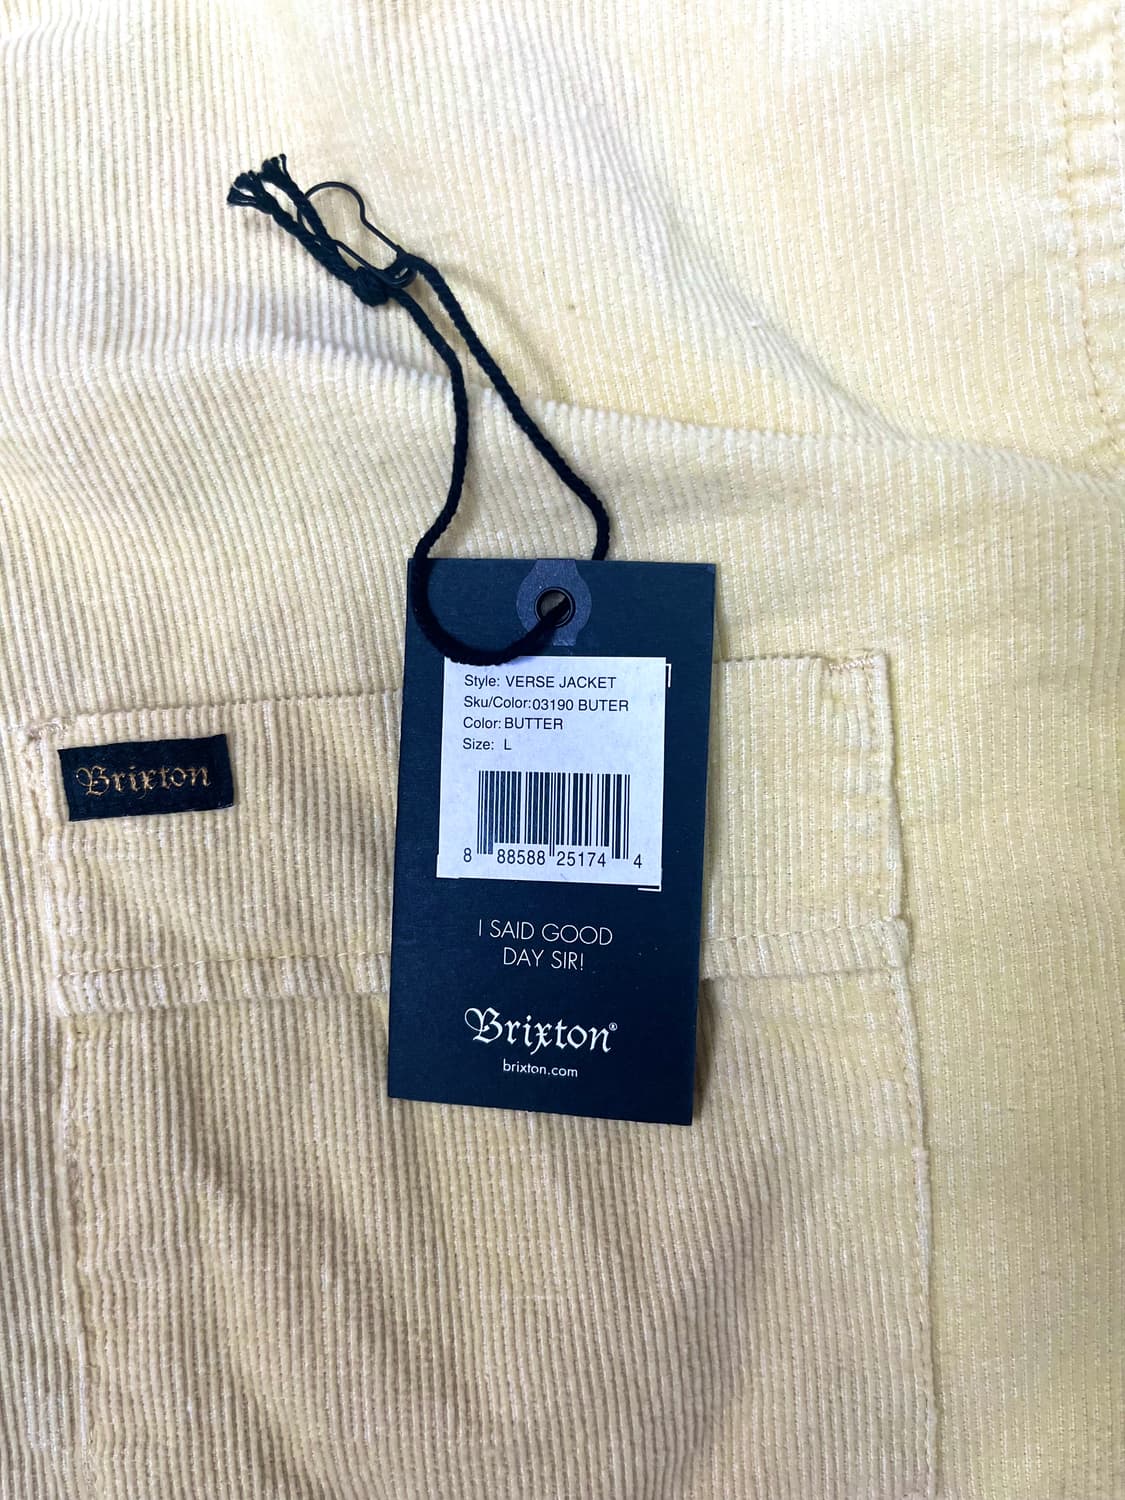 Style: VERSE JACKET
Sku/Color:03190 BUTER
Color: BUTTER
Size: L
Brixton
8 88588 25174 4
I SAID GOOD
DAY SIR!
Brixton®
brixton.com